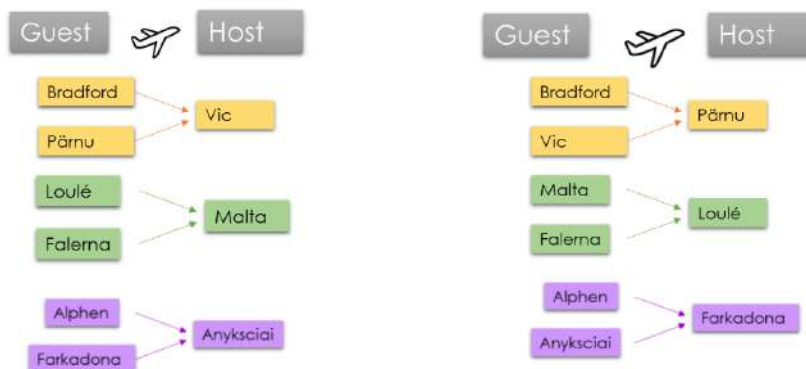 Guest Host
Bradford
Vic
Pärnu
Loulé
Malta
Falerna
Alphen
Anyksciai
Farkadona
Guest Host
Bradford
Pärnu
Vic
Malta
Loulé
Falerna
Alphen
Farkadona
Anyksciai